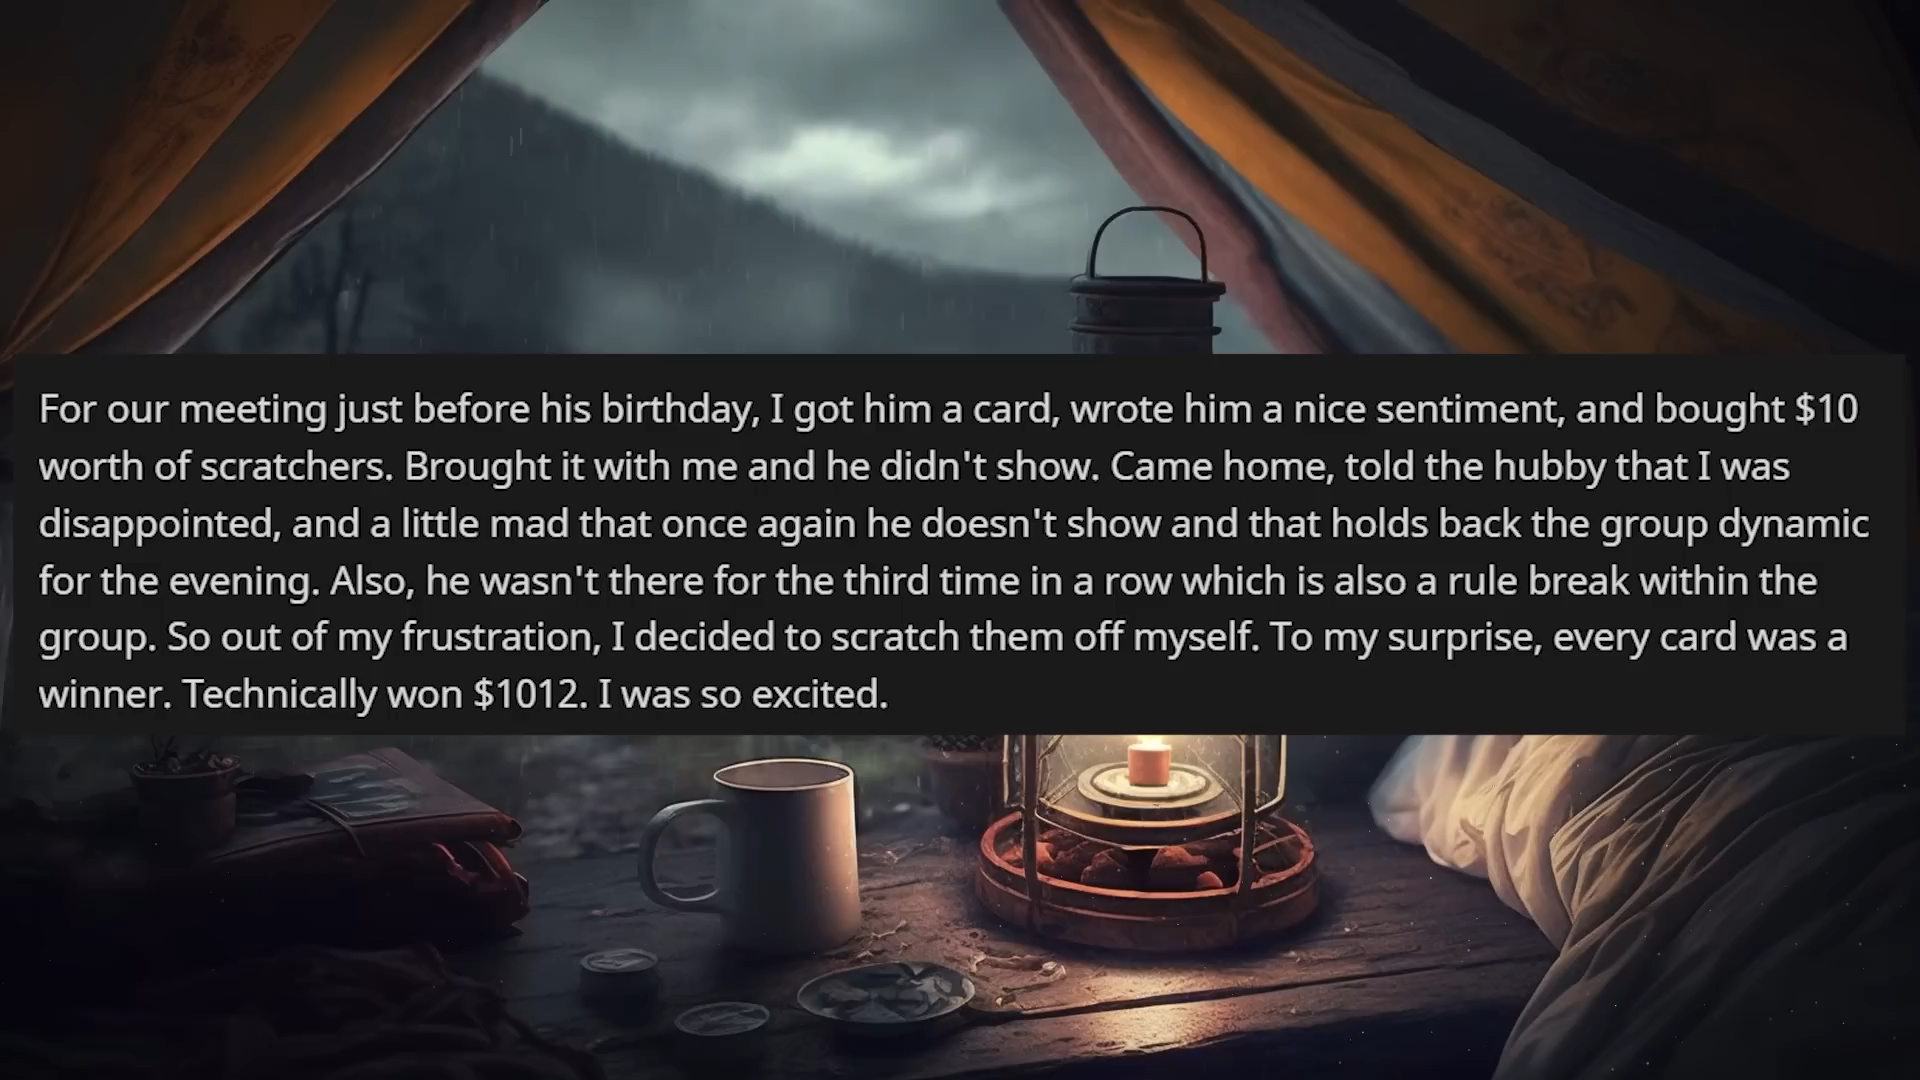 For our meeting just before his birthday, I got him a card, wrote him a nice sentiment, and bought $10
worth of scratchers. Brought it with me and he didn't show. Came home, told the hubby that I was
disappointed, and a little mad that once again he doesn't show and that holds back the group dynamic
for the evening. Also, he wasn't there for the third time in a row which is also a rule break within the
group. So out of my frustration, I decided to scratch them off myself. To my surprise, every card was a
winner. Technically won $1012. I was so excited.